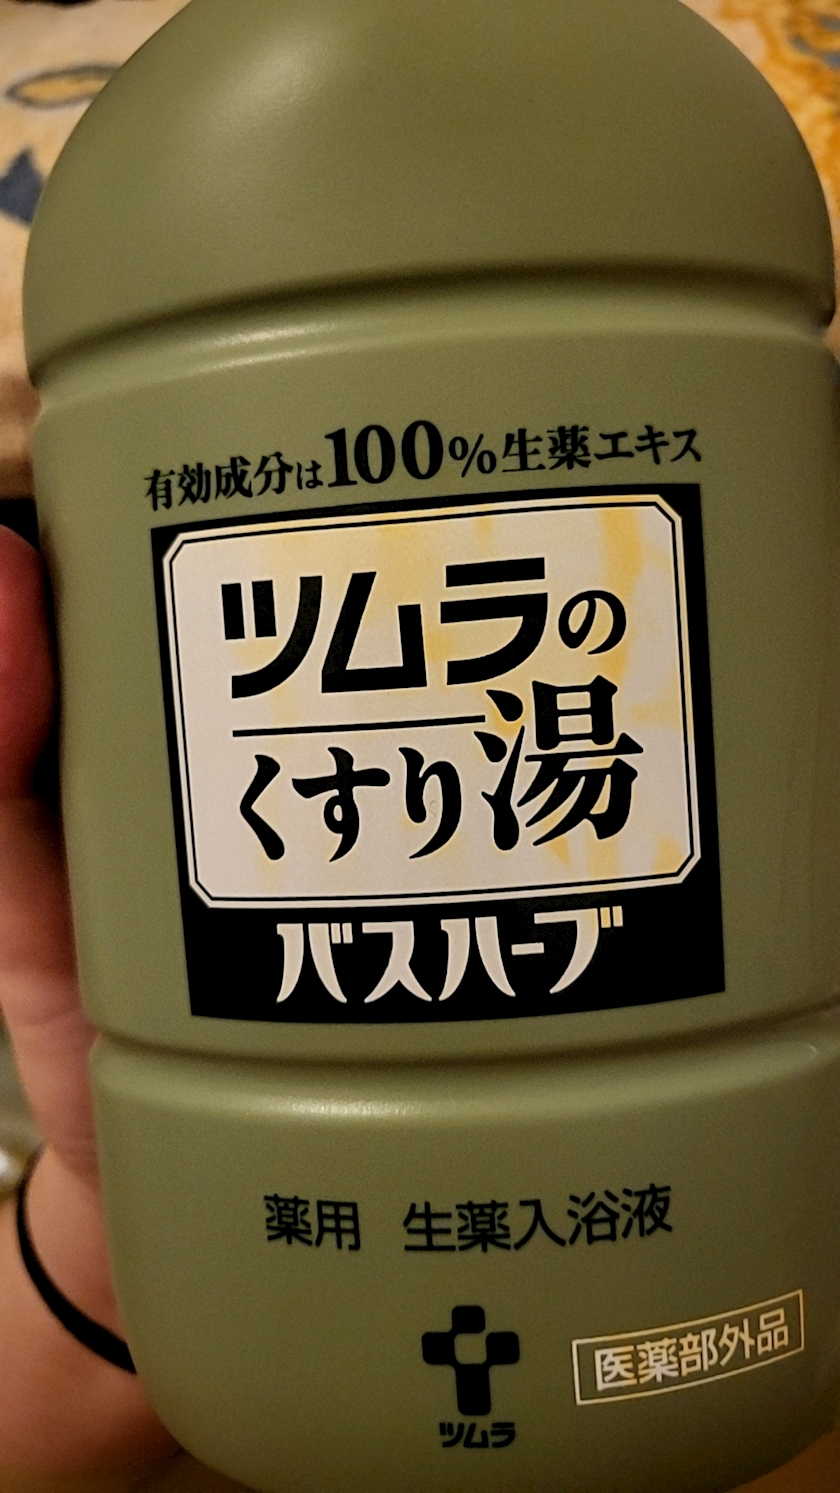 有効成分は100%生薬エキス
ツムラの
くすり湯
バスハーブ
薬用 生薬入浴液
医薬部外品
ツムラ